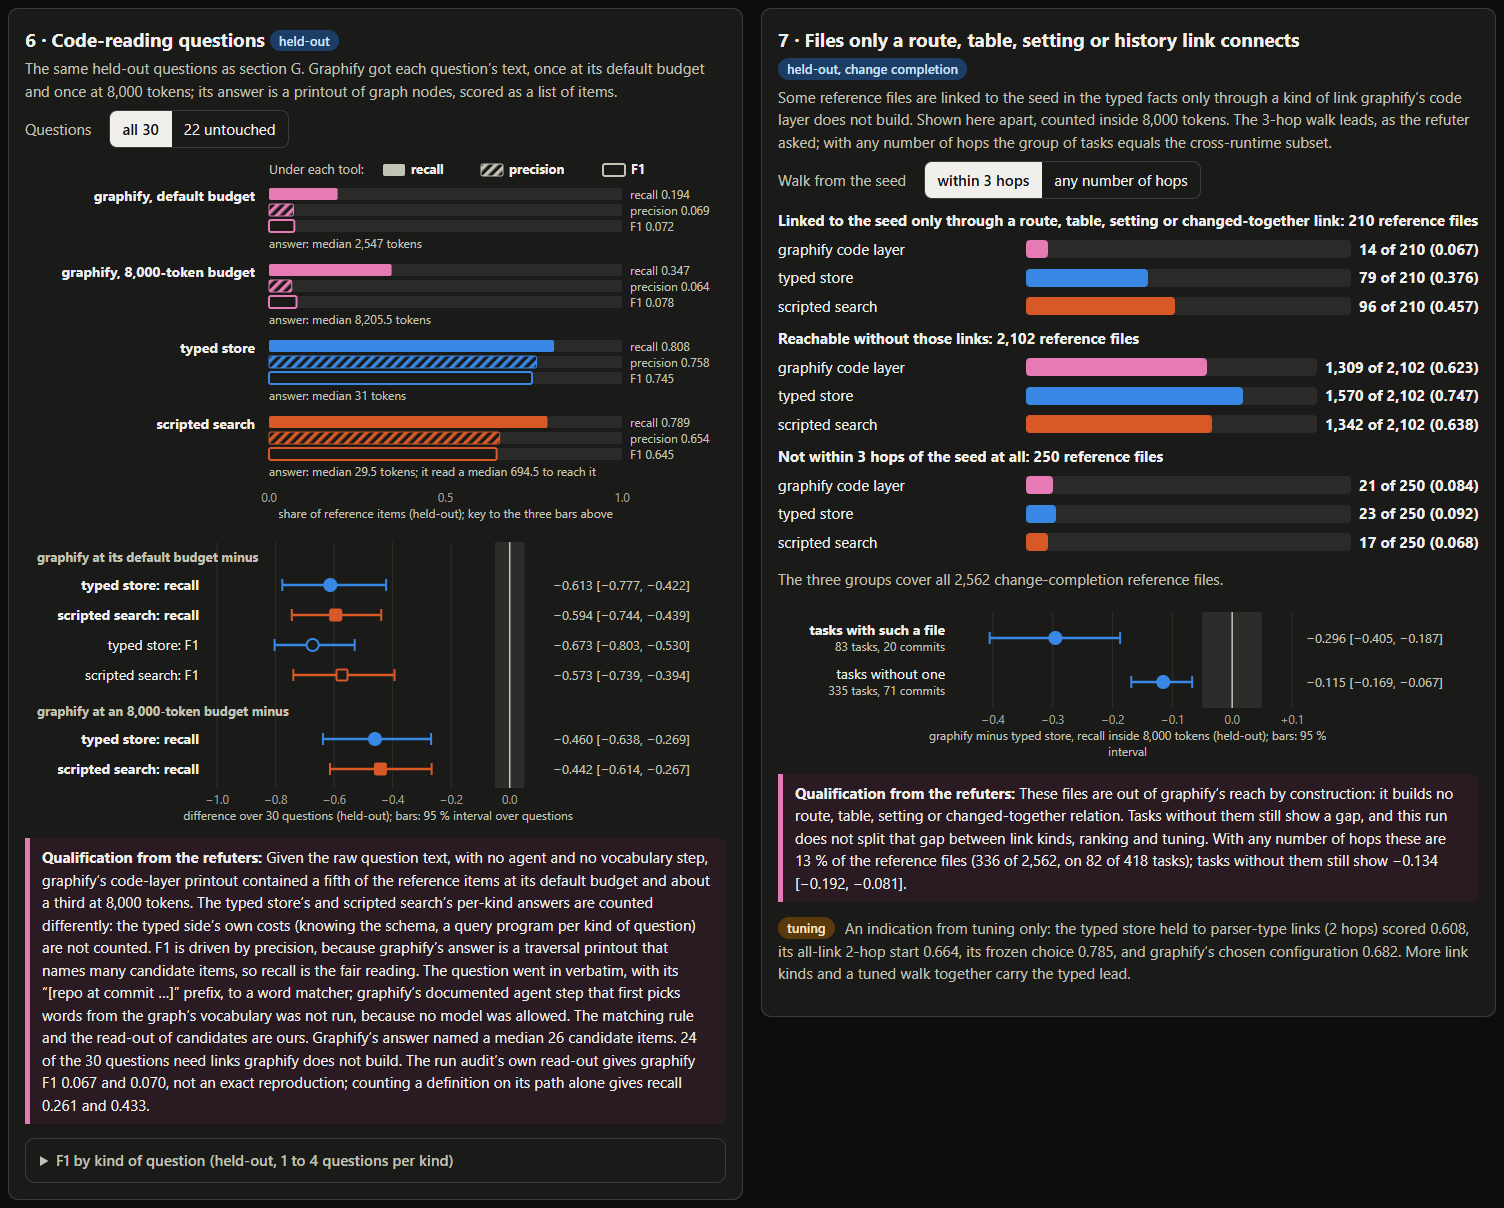 6 · Code-reading questions held-out
The same held-out questions as section G. Graphify got each question's text, once at its default budget
and once at 8,000 tokens; its answer is a printout of graph nodes, scored as a list of items.
Questions all 30 22 untouched
Under each tool: recall precision F1
graphify, default budget
recall 0.194
precision 0.069
F1 0.072
answer: median 2,547 tokens
graphify, 8,000-token budget
recall 0.347
precision 0.064
F1 0.078
answer: median 8,205.5 tokens
typed store
recall 0.808
precision 0.758
F1 0.745
answer: median 31 tokens
scripted search
recall 0.789
precision 0.654
F1 0.645
answer: median 29.5 tokens; it read a median 694.5 to reach it
0.0 0.5 1.0
share of reference items (held-out); key to the three bars above
graphify at its default budget minus
typed store: recall −0.613 [−0.777, −0.422]
scripted search: recall −0.594 [−0.744, −0.439]
typed store: F1 −0.673 [−0.803, −0.530]
scripted search: F1 −0.573 [−0.739, −0.394]
graphify at an 8,000-token budget minus
typed store: recall −0.460 [−0.638, −0.269]
scripted search: recall −0.442 [−0.614, −0.267]
−1.0 −0.8 −0.6 −0.4 −0.2 0.0
difference over 30 questions (held-out); bars: 95 % interval over questions
Qualification from the refuters: Given the raw question text, with no agent and no vocabulary step,
graphify's code-layer printout contained a fifth of the reference items at its default budget and about
a third at 8,000 tokens. The typed store's and scripted search's per-kind answers are counted
differently: the typed side's own costs (knowing the schema, a query program per kind of question)
are not counted. F1 is driven by precision, because graphify's answer is a traversal printout that
names many candidate items, so recall is the fair reading. The question went in verbatim, with its
"[repo at commit …]" prefix, to a word matcher; graphify's documented agent step that first picks
words from the graph's vocabulary was not run, because no model was allowed. The matching rule
and the read-out of candidates are ours. Graphify's answer named a median 26 candidate items. 24
of the 30 questions need links graphify does not build. The run audit's own read-out gives graphify
F1 0.067 and 0.070, not an exact reproduction; counting a definition on its path alone gives recall
0.261 and 0.433.
▶ F1 by kind of question (held-out, 1 to 4 questions per kind)
7 · Files only a route, table, setting or history link connects
held-out, change completion
Some reference files are linked to the seed in the typed facts only through a kind of link graphify's code
layer does not build. Shown here apart, counted inside 8,000 tokens. The 3-hop walk leads, as the refuter
asked; with any number of hops the group of tasks equals the cross-runtime subset.
Walk from the seed within 3 hops any number of hops
Linked to the seed only through a route, table, setting or changed-together link: 210 reference files
graphify code layer 14 of 210 (0.067)
typed store 79 of 210 (0.376)
scripted search 96 of 210 (0.457)
Reachable without those links: 2,102 reference files
graphify code layer 1,309 of 2,102 (0.623)
typed store 1,570 of 2,102 (0.747)
scripted search 1,342 of 2,102 (0.638)
Not within 3 hops of the seed at all: 250 reference files
graphify code layer 21 of 250 (0.084)
typed store 23 of 250 (0.092)
scripted search 17 of 250 (0.068)
The three groups cover all 2,562 change-completion reference files.
tasks with such a file −0.296 [−0.405, −0.187]
83 tasks, 20 commits
tasks without one −0.115 [−0.169, −0.067]
335 tasks, 71 commits
−0.4 −0.3 −0.2 −0.1 0.0 +0.1
graphify minus typed store, recall inside 8,000 tokens (held-out); bars: 95 %
interval
Qualification from the refuters: These files are out of graphify's reach by construction: it builds no
route, table, setting or changed-together relation. Tasks without them still show a gap, and this run
does not split that gap between link kinds, ranking and tuning. With any number of hops these are
13 % of the reference files (336 of 2,562, on 82 of 418 tasks); tasks without them still show −0.134
[−0.192, −0.081].
tuning An indication from tuning only: the typed store held to parser-type links (2 hops) scored 0.608,
its all-link 2-hop start 0.664, its frozen choice 0.785, and graphify's chosen configuration 0.682. More link
kinds and a tuned walk together carry the typed lead.